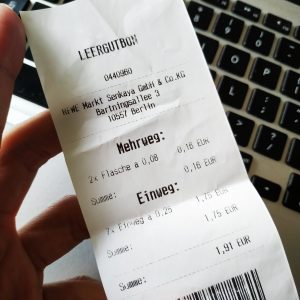 LEERGUTBON
0440960
REWE Markt Senkaya GmbH & Co.KG
Bartningsallee 3
10557 Berlin
Mehrweg:
2x Flasche a 0,08 0,16 EUR
Summe: 0,16 EUR
Einweg:
7x Einweg a 0,25 1,75 EUR
Summe: 1,75 EUR
Summe: 1,91 EUR